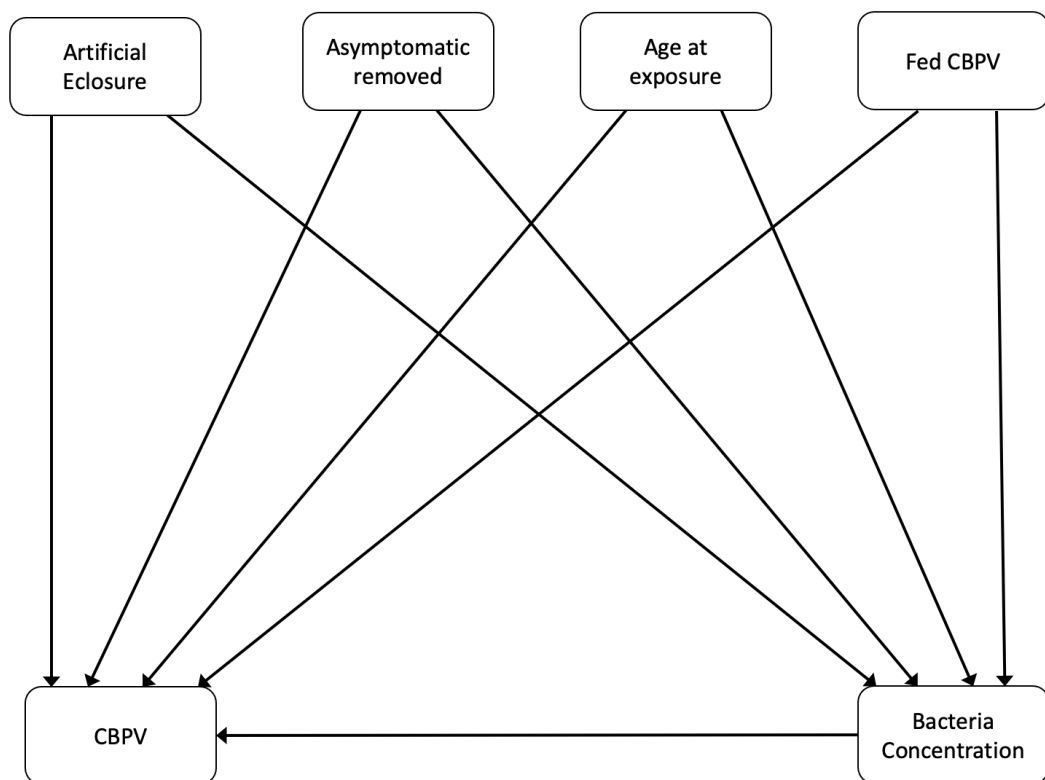 Artificial
Eclosure
Asymptomatic
removed
Age at
exposure
Fed CBPV
CBPV
Bacteria
Concentration